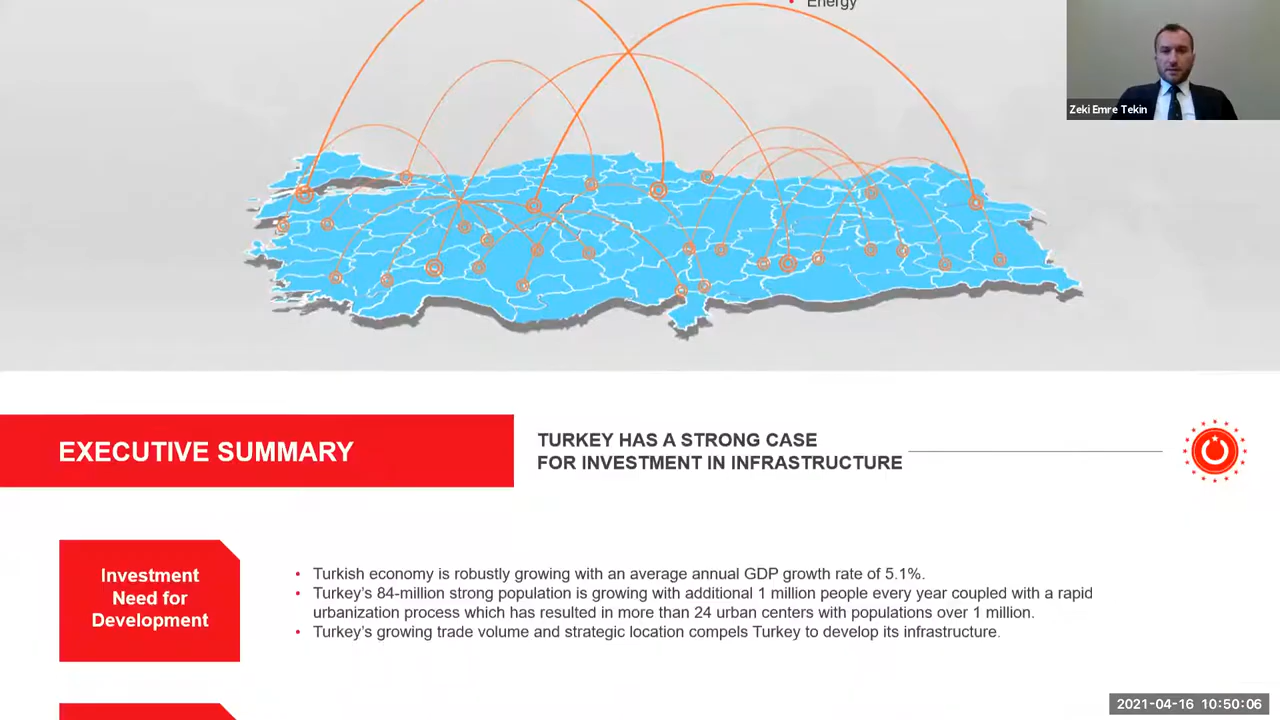 • Energy
Zeki Emre Tekin
EXECUTIVE SUMMARY
TURKEY HAS A STRONG CASE
FOR INVESTMENT IN INFRASTRUCTURE
Investment
Need for
Development
• Turkish economy is robustly growing with an average annual GDP growth rate of 5.1%.
• Turkey's 84-million strong population is growing with additional 1 million people every year coupled with a rapid
urbanization process which has resulted in more than 24 urban centers with populations over 1 million.
• Turkey's growing trade volume and strategic location compels Turkey to develop its infrastructure.
2021-04-16 10:50:06